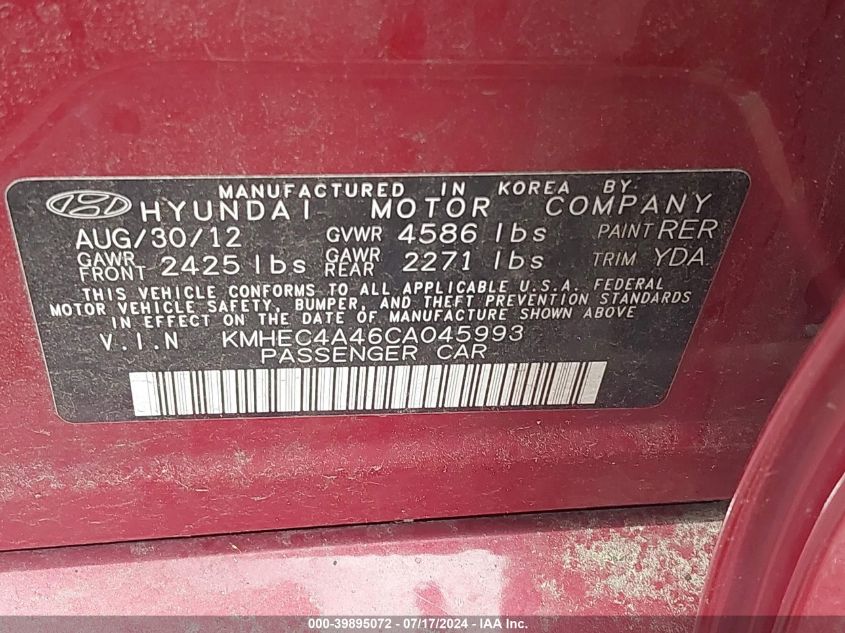 MANUFACTURED IN KOREA BY:
HYUNDAI MOTOR COMPANY
AUG/30/12 GVWR 4586 lbs PAINT RER
GAWR FRONT 2425 lbs GAWR REAR 2271 lbs TRIM YDA
THIS VEHICLE CONFORMS TO ALL APPLICABLE U.S.A. FEDERAL
MOTOR VEHICLE SAFETY, BUMPER, AND THEFT PREVENTION STANDARDS
IN EFFECT ON THE DATE OF MANUFACTURE SHOWN ABOVE
V.I.N KMHEC4A46CA045993
PASSENGER CAR
000-39895072 - 07/17/2024 - IAA Inc.